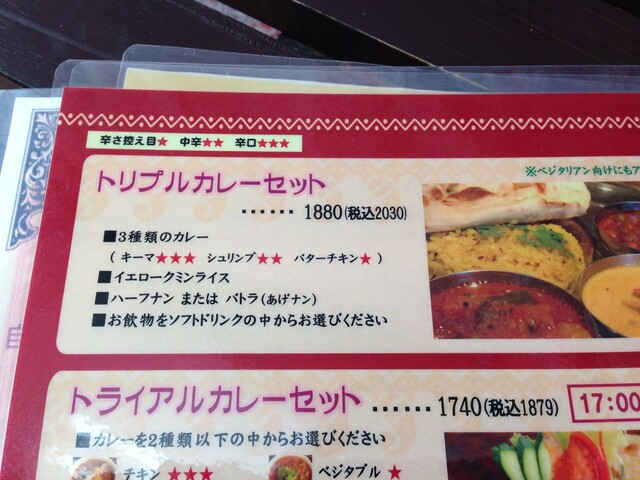 辛さ控え目★ 中辛★★ 辛口★★★
※ベジタリアン向けにもア
トリプルカレーセット
…… 1880(税込2030)
■3種類のカレー
( キーマ★★★ シュリンプ★★ バターチキン★ )
■イエロークミンライス
■ハーフナン または バトラ(あげナン)
■お飲物をソフトドリンクの中からお選びください
トライアルカレーセット …… 1740(税込1879) 17:00
■カレーを2種類以下の中からお選びください
チキン★★★ ベジタブル★